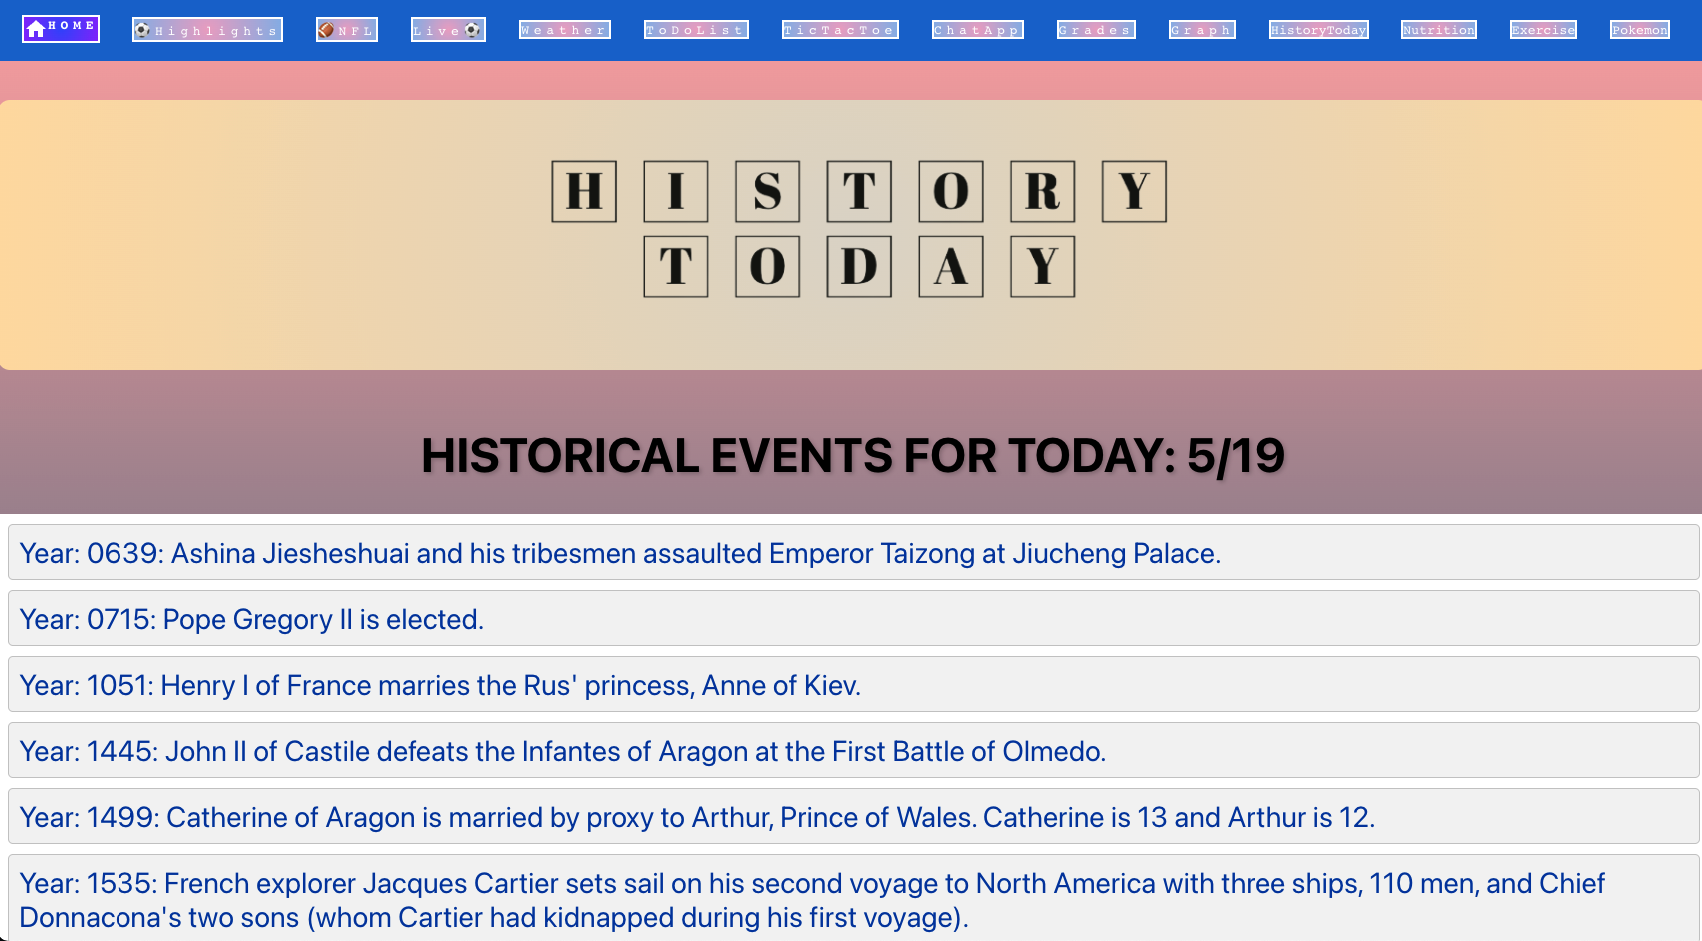 HOME Highlights NFL Live Weather ToDoList TicTacToe ChatApp Grades Graph HistoryToday Nutrition Exercise Pokemon
HISTORY
TODAY
HISTORICAL EVENTS FOR TODAY: 5/19
Year: 0639: Ashina Jiesheshuai and his tribesmen assaulted Emperor Taizong at Jiucheng Palace.
Year: 0715: Pope Gregory II is elected.
Year: 1051: Henry I of France marries the Rus' princess, Anne of Kiev.
Year: 1445: John II of Castile defeats the Infantes of Aragon at the First Battle of Olmedo.
Year: 1499: Catherine of Aragon is married by proxy to Arthur, Prince of Wales. Catherine is 13 and Arthur is 12.
Year: 1535: French explorer Jacques Cartier sets sail on his second voyage to North America with three ships, 110 men, and Chief
Donnacona's two sons (whom Cartier had kidnapped during his first voyage).